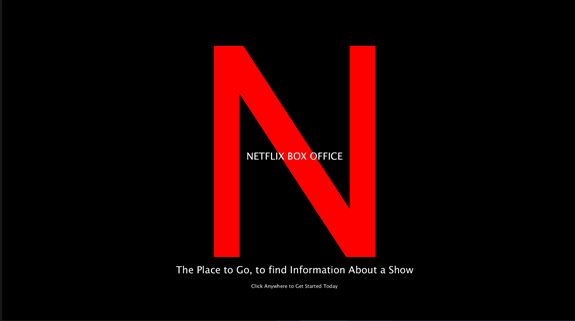 N
NETFLIX BOX OFFICE
The Place to Go, to find Information About a Show
Click Anywhere to Get Started Today